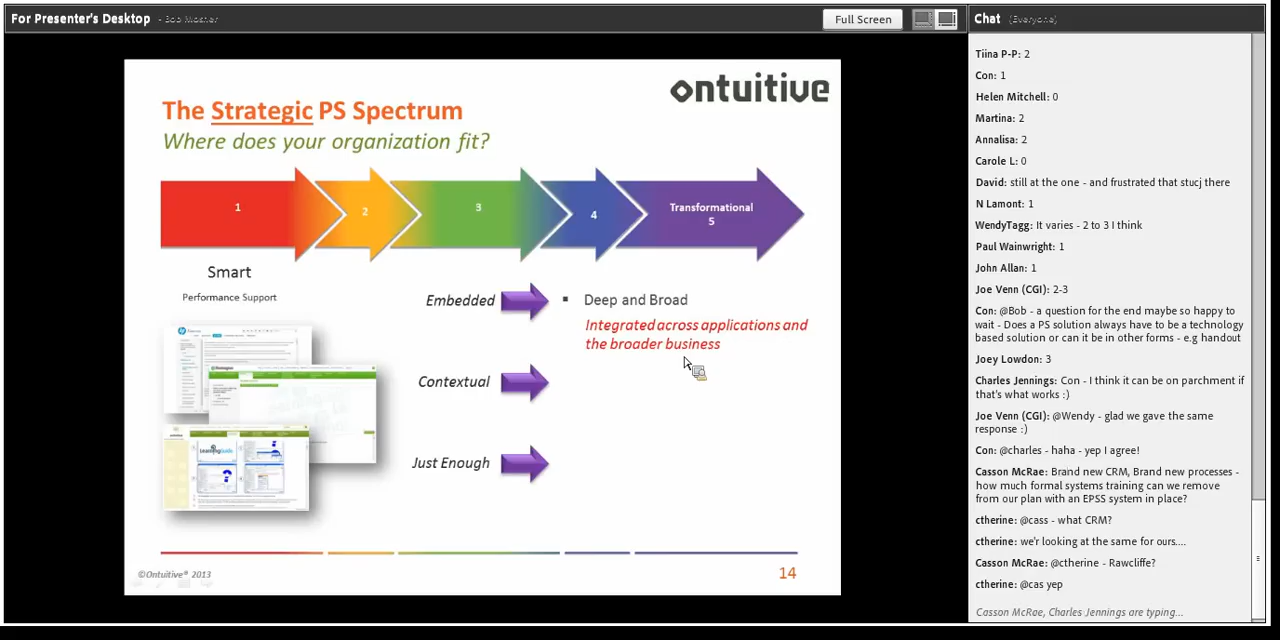 For Presenter's Desktop - Bob Mosher
Full Screen
ontuitive
The Strategic PS Spectrum
Where does your organization fit?
1
2
3
4
Transformational
5
Smart
Performance Support
Embedded
Deep and Broad
Integrated across applications and
the broader business
Contextual
Just Enough
©Ontuitive® 2013
14
Chat (Everyone)
Tiina P-P: 2
Con: 1
Helen Mitchell: 0
Martina: 2
Annalisa: 2
Carole L: 0
David: still at the one - and frustrated that stucj there
N Lamont: 1
WendyTagg: It varies - 2 to 3 I think
Paul Wainwright: 1
John Allan: 1
Joe Venn (CGI): 2-3
Con: @Bob - a question for the end maybe so happy to
wait - Does a PS solution always have to be a technology
based solution or can it be in other forms - e.g handout
Joey Lowdon: 3
Charles Jennings: Con - I think it can be on parchment if
that's what works :)
Joe Venn (CGI): @Wendy - glad we gave the same
response :)
Con: @charles - haha - yep I agree!
Casson McRae: Brand new CRM, Brand new processes -
how much formal systems training can we remove
from our plan with an EPSS system in place?
ctherine: @cass - what CRM?
ctherine: we'r looking at the same for ours....
Casson McRae: @ctherine - Rawcliffe?
ctherine: @cas yep
Casson McRae, Charles Jennings are typing...